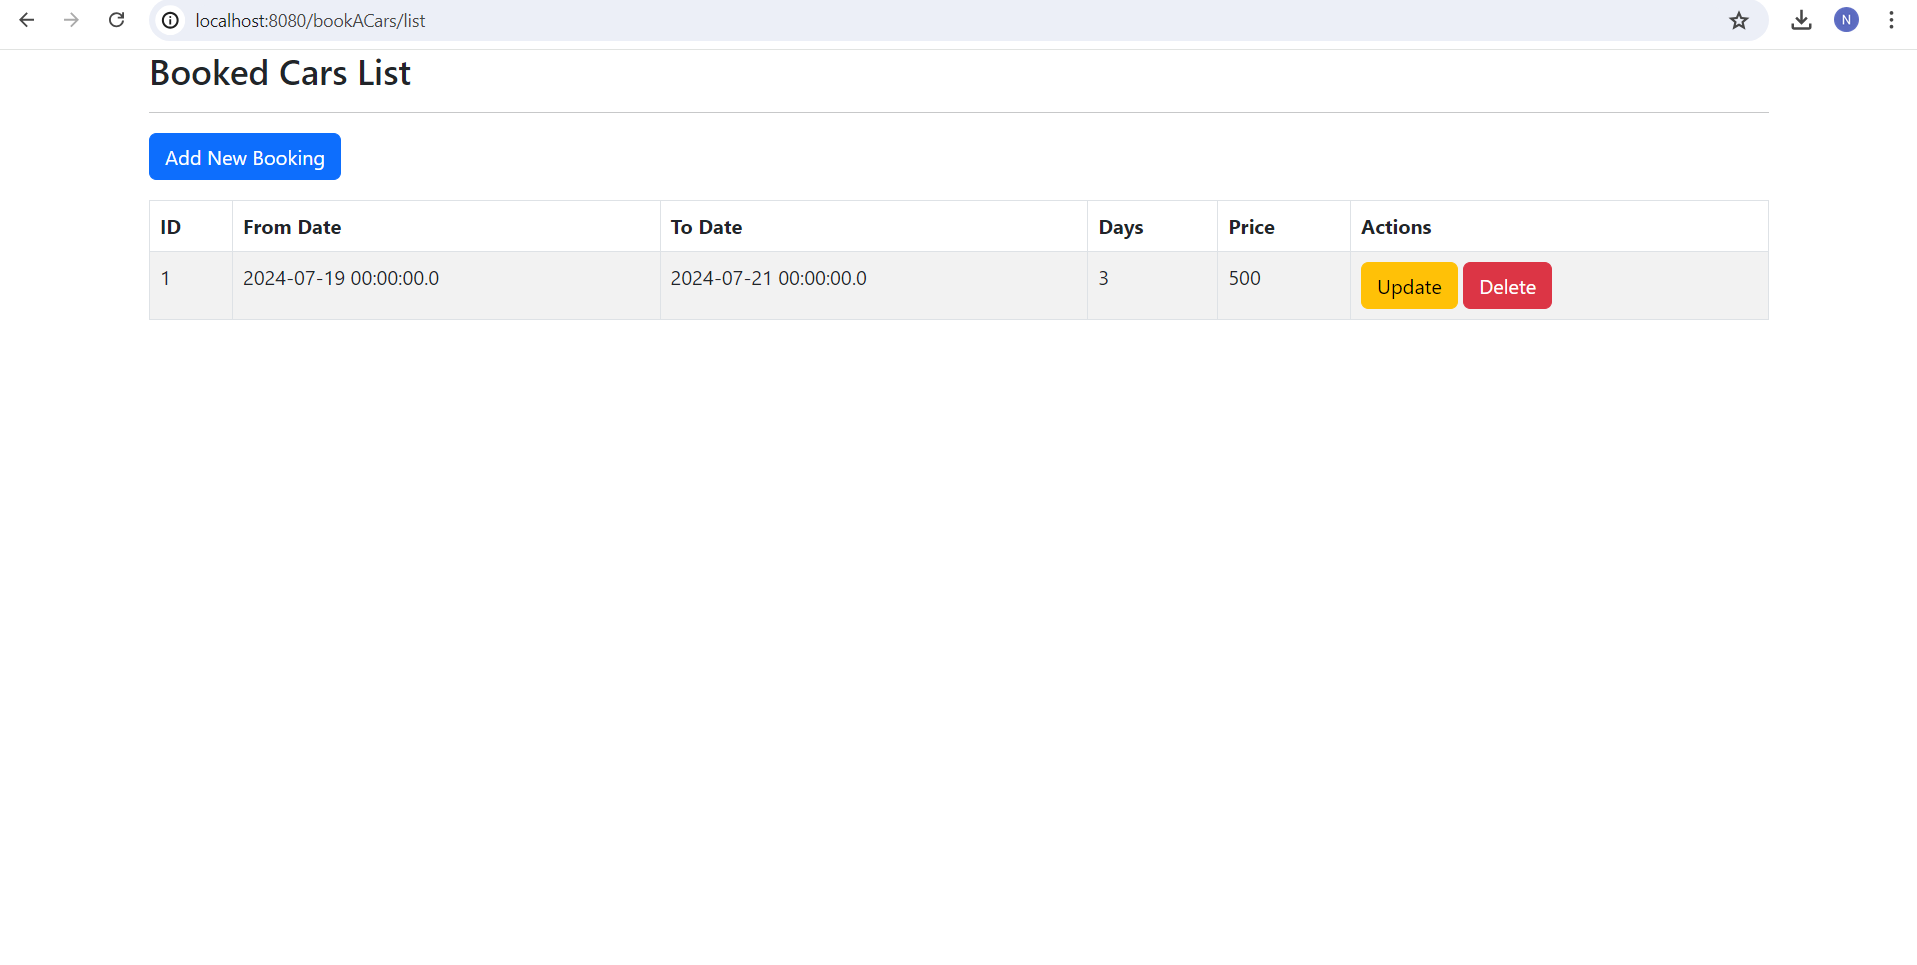 localhost:8080/bookACars/list
N
Booked Cars List
Add New Booking
ID From Date To Date Days Price Actions
1 2024-07-19 00:00:00.0 2024-07-21 00:00:00.0 3 500 Update Delete